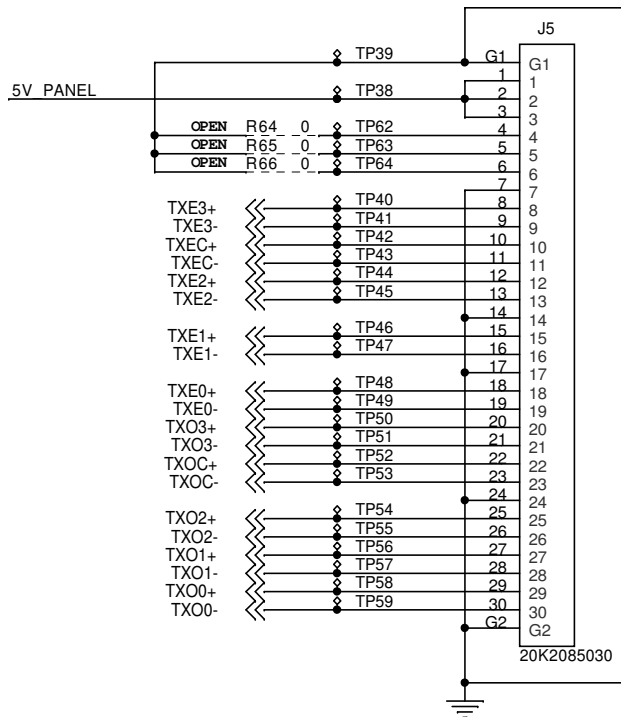 J5
TP39 G1 G1
1 1
5V_PANEL TP38 2 2
3 3
OPEN R64 0 TP62 4 4
OPEN R65 0 TP63 5 5
OPEN R66 0 TP64 6 6
7 7
TXE3+ TP40 8 8
TXE3- TP41 9 9
TXEC+ TP42 10 10
TXEC- TP43 11 11
TXE2+ TP44 12 12
TXE2- TP45 13 13
14 14
TXE1+ TP46 15 15
TXE1- TP47 16 16
17 17
TXE0+ TP48 18 18
TXE0- TP49 19 19
TXO3+ TP50 20 20
TXO3- TP51 21 21
TXOC+ TP52 22 22
TXOC- TP53 23 23
24 24
TXO2+ TP54 25 25
TXO2- TP55 26 26
TXO1+ TP56 27 27
TXO1- TP57 28 28
TXO0+ TP58 29 29
TXO0- TP59 30 30
G2 G2
20K2085030